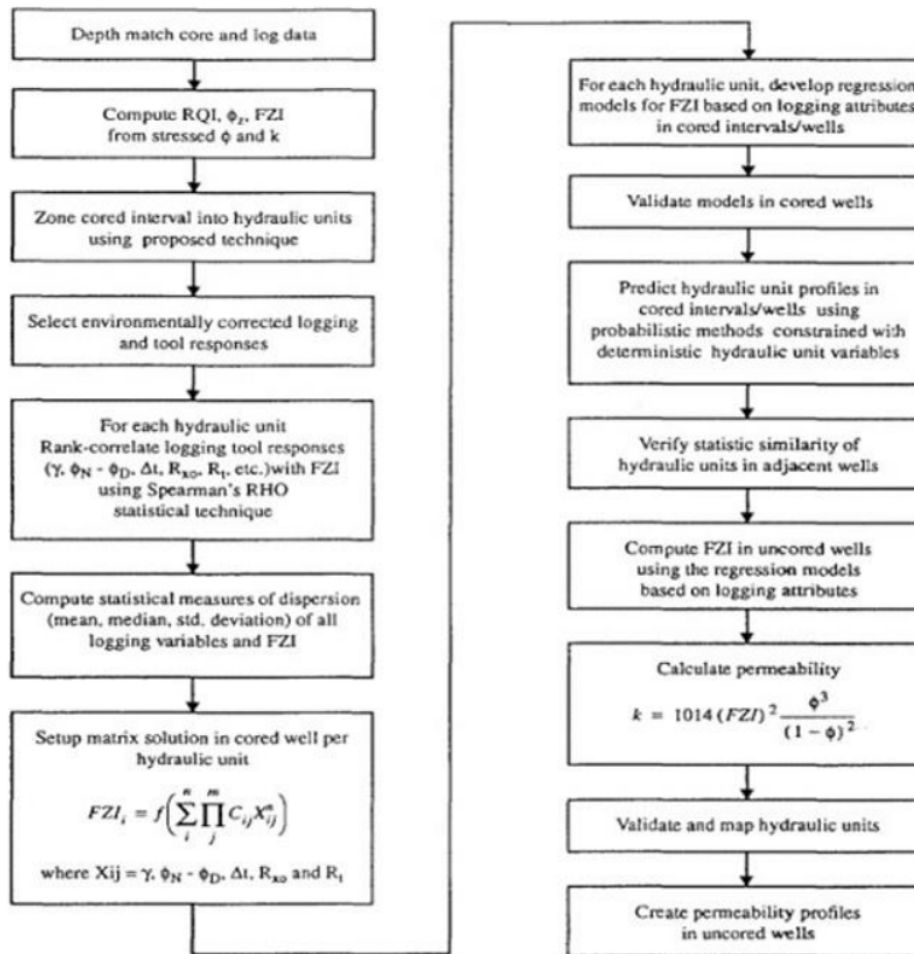 Depth match core and log data
Compute RQI, ϕz, FZI
from stressed ϕ and k
Zone cored interval into hydraulic units
using proposed technique
Select environmentally corrected logging
and tool responses
For each hydraulic unit
Rank-correlate logging tool responses
(γ, ϕN - ϕD, Δt, Rxo, Rt, etc.)with FZI
using Spearman's RHO
statistical technique
Compute statistical measures of dispersion
(mean, median, std. deviation) of all
logging variables and FZI
Setup matrix solution in cored well per
hydraulic unit
FZI_i = f(∑_i^n ∏_j^m C_ij X_ij^n)
where Xij = γ, ϕN - ϕD, Δt, Rxo and Rt
For each hydraulic unit, develop regression
models for FZI based on logging attributes
in cored intervals/wells
Validate models in cored wells
Predict hydraulic unit profiles in
cored intervals/wells using
probabilistic methods constrained with
deterministic hydraulic unit variables
Verify statistic similarity of
hydraulic units in adjacent wells
Compute FZI in uncored wells
using the regression models
based on logging attributes
Calculate permeability
k = 1014 (FZI)^2 ϕ^3 / (1 - ϕ)^2
Validate and map hydraulic units
Create permeability profiles
in uncored wells